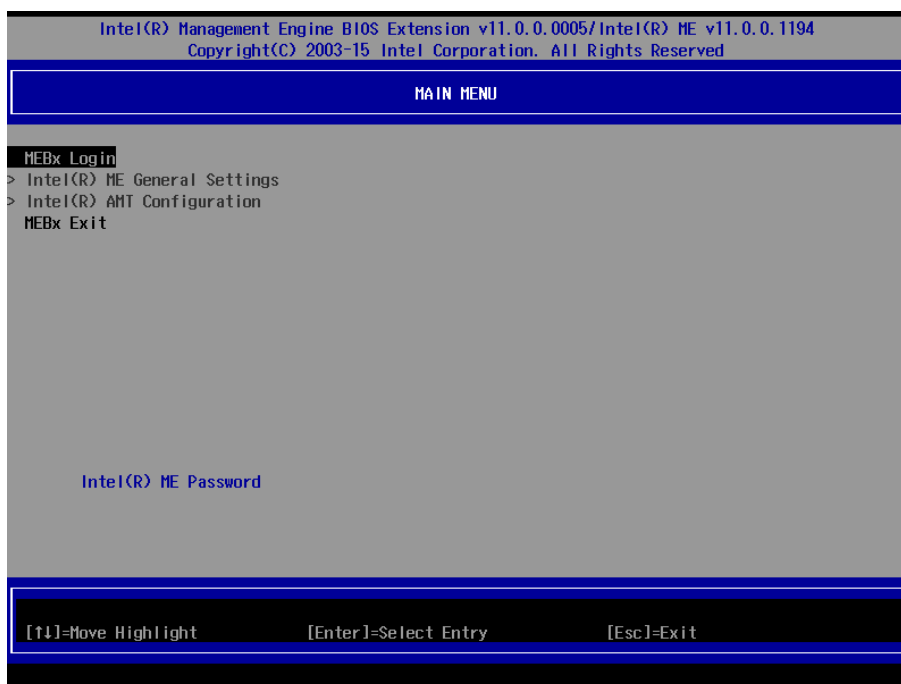 Intel(R) Management Engine BIOS Extension v11.0.0.0005/Intel(R) ME v11.0.0.1194
Copyright(C) 2003-15 Intel Corporation. All Rights Reserved
MAIN MENU
MEBx Login
> Intel(R) ME General Settings
> Intel(R) AMT Configuration
MEBx Exit
Intel(R) ME Password
[↑↓]=Move Highlight [Enter]=Select Entry [Esc]=Exit